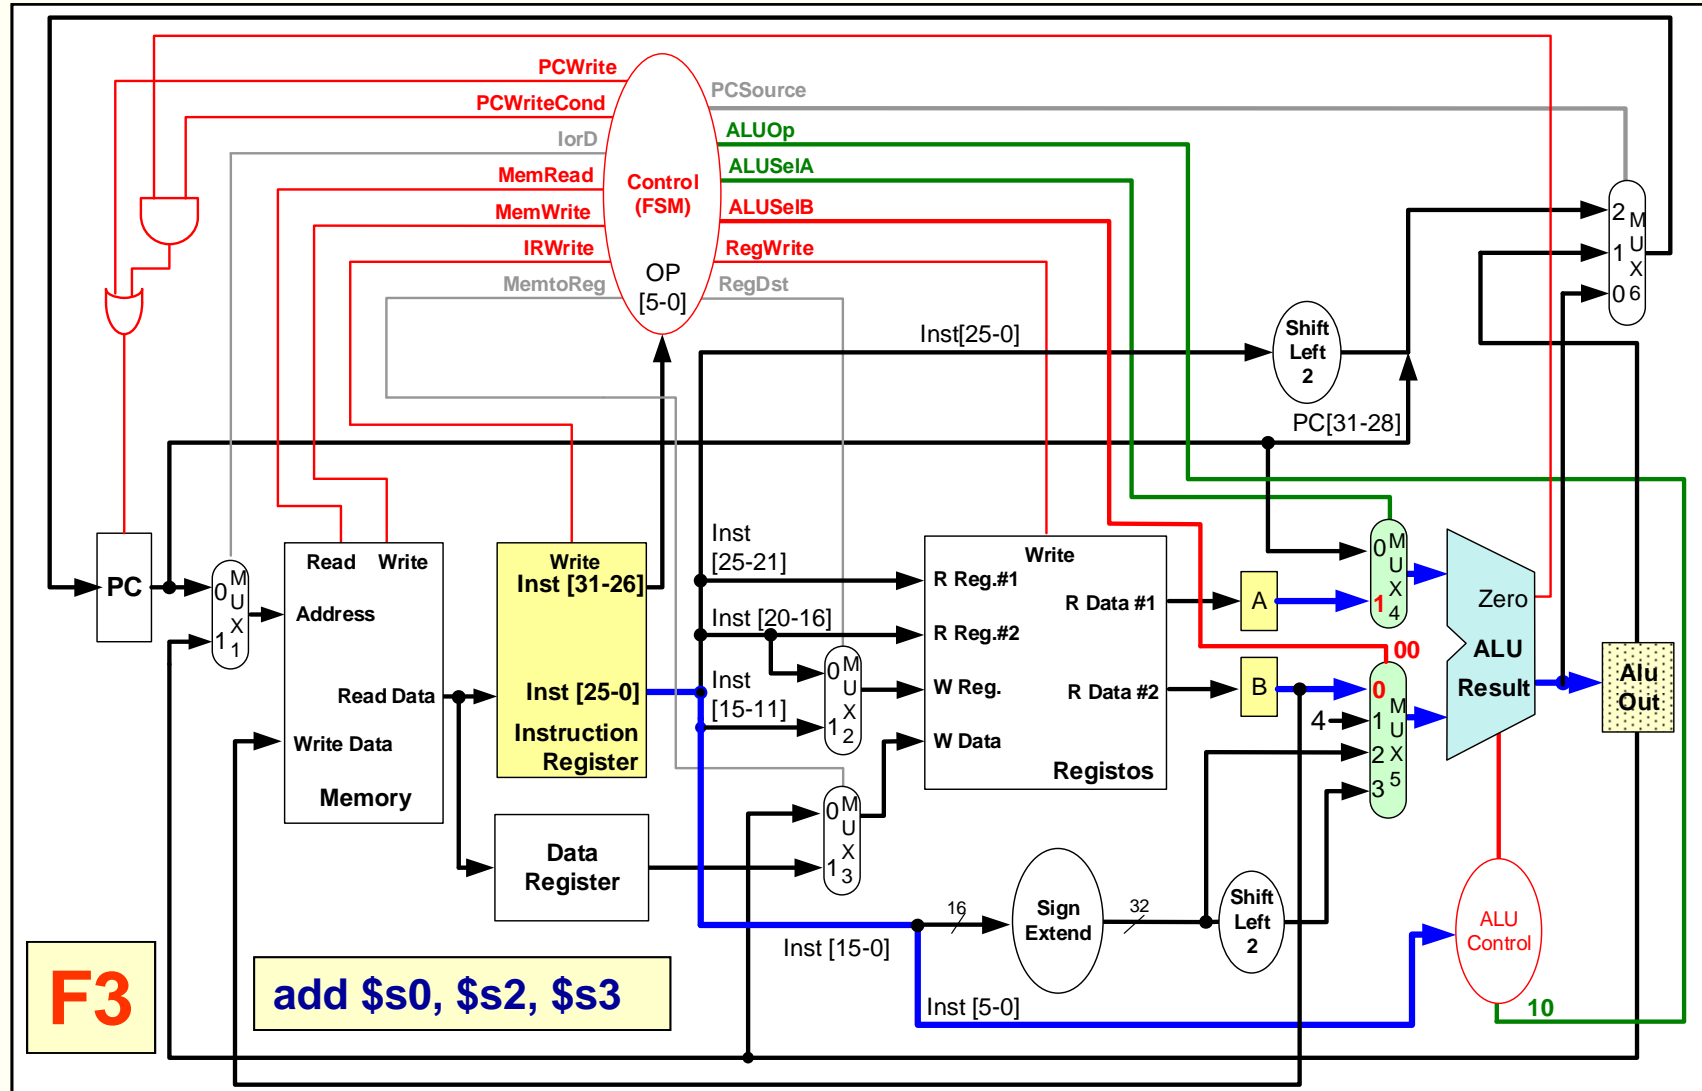 PCWrite
PCWriteCond
IorD
MemRead
MemWrite
IRWrite
MemtoReg
Control
(FSM)
OP
[5-0]
PCSource
ALUOp
ALUSelA
ALUSelB
RegWrite
RegDst
2
1
0
M
U
X
6
Inst[25-0]
Shift
Left
2
PC[31-28]
PC
0
1
M
U
X
1
Read Write
Address
Read Data
Write Data
Memory
Write
Inst [31-26]
Inst [25-0]
Instruction
Register
Data
Register
Inst
[25-21]
Inst [20-16]
Inst
[15-11]
0
1
M
U
X
2
0
1
M
U
X
3
Write
R Reg.#1
R Data #1
R Reg.#2
W Reg.
R Data #2
W Data
Registos
A
B
0
1
M
U
X
4
00
0
1
2
3
M
U
X
5
4
Zero
ALU
Result
Alu
Out
16
Sign
Extend
32
Shift
Left
2
ALU
Control
Inst [15-0]
Inst [5-0]
10
F3
add $s0, $s2, $s3